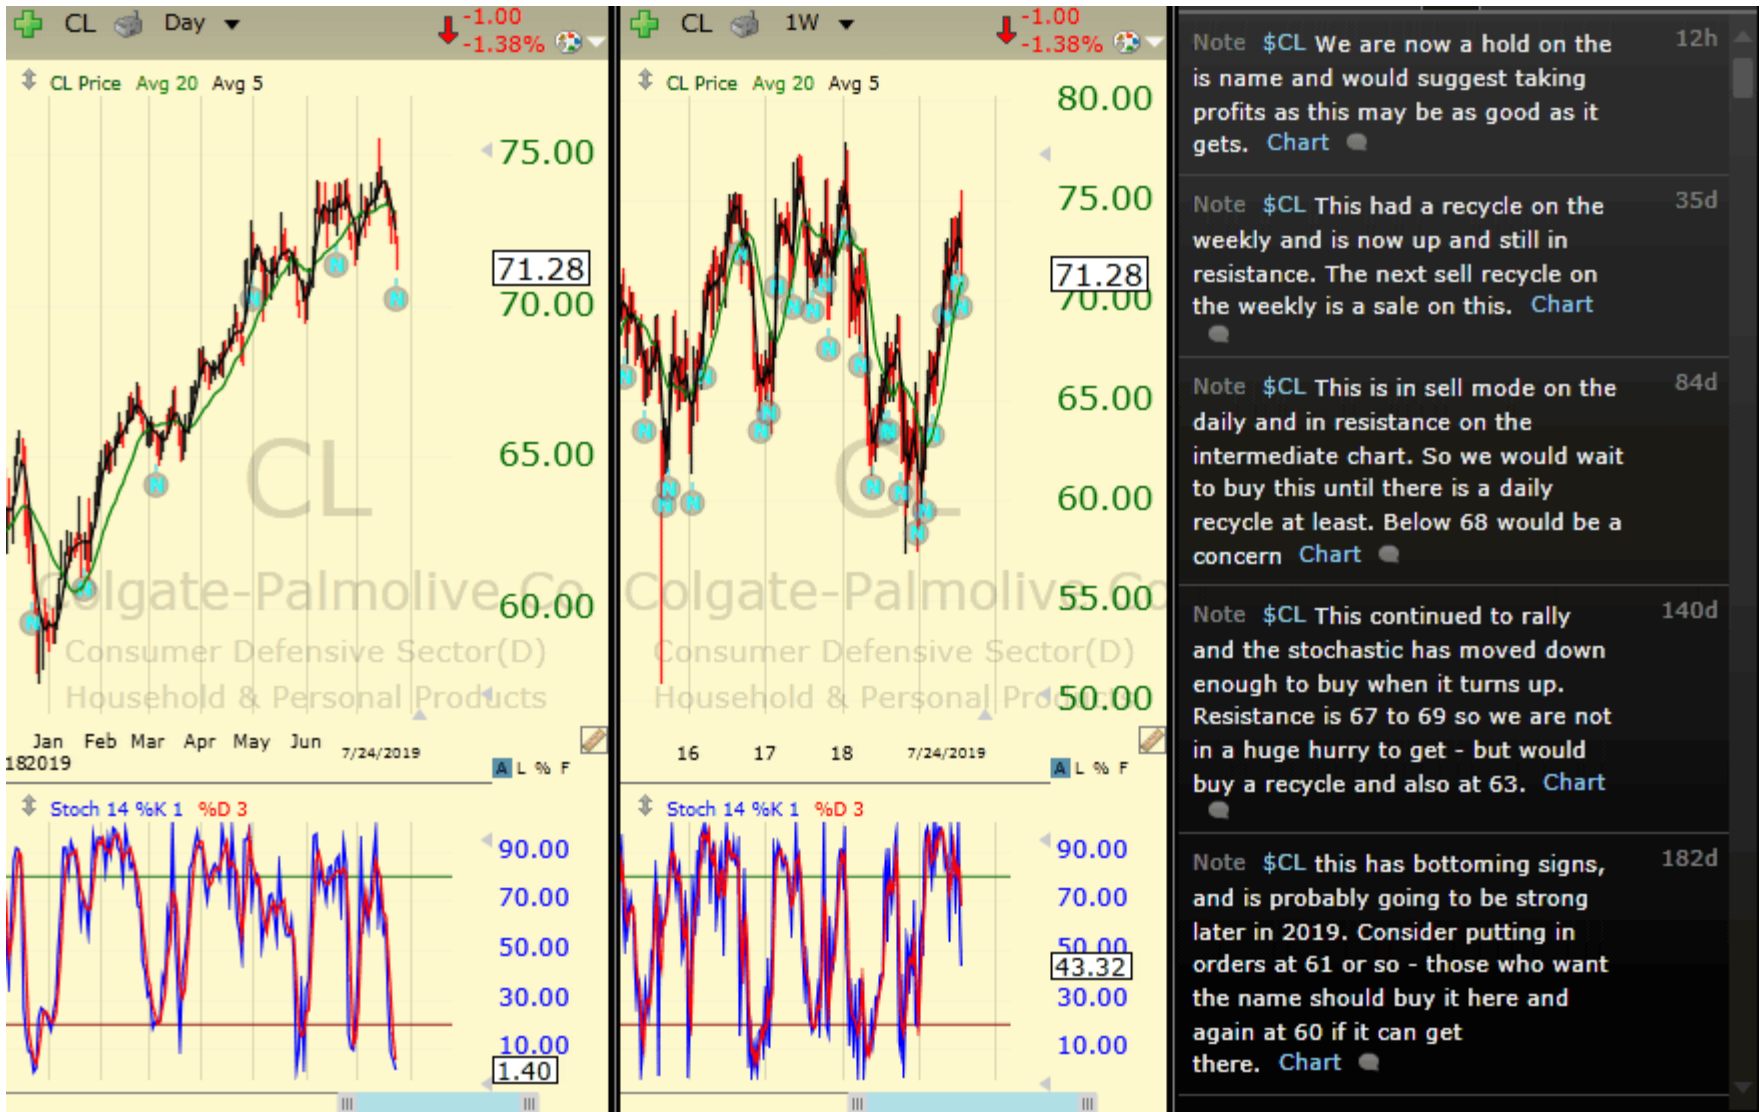 CL Day
-1.00
-1.38%
CL Price Avg 20 Avg 5
75.00
71.28
70.00
65.00
60.00
CL
Colgate-Palmolive Co
Consumer Defensive Sector(D)
Household & Personal Products
Jan Feb Mar Apr May Jun
7/24/2019
182019
A L % F
Stoch 14 %K 1 %D 3
90.00
70.00
50.00
30.00
10.00
1.40
CL 1W
-1.00
-1.38%
CL Price Avg 20 Avg 5
80.00
75.00
71.28
70.00
65.00
60.00
55.00
50.00
CL
Colgate-Palmolive Co
Consumer Defensive Sector(D)
Household & Personal Products
16 17 18 7/24/2019
A L % F
Stoch 14 %K 1 %D 3
90.00
70.00
50.00
43.32
30.00
10.00
Note $CL We are now a hold on the 12h
is name and would suggest taking
profits as this may be as good as it
gets. Chart
Note $CL This had a recycle on the 35d
weekly and is now up and still in
resistance. The next sell recycle on
the weekly is a sale on this. Chart
Note $CL This is in sell mode on the 84d
daily and in resistance on the
intermediate chart. So we would wait
to buy this until there is a daily
recycle at least. Below 68 would be a
concern Chart
Note $CL This continued to rally 140d
and the stochastic has moved down
enough to buy when it turns up.
Resistance is 67 to 69 so we are not
in a huge hurry to get - but would
buy a recycle and also at 63. Chart
Note $CL this has bottoming signs, 182d
and is probably going to be strong
later in 2019. Consider putting in
orders at 61 or so - those who want
the name should buy it here and
again at 60 if it can get
there. Chart